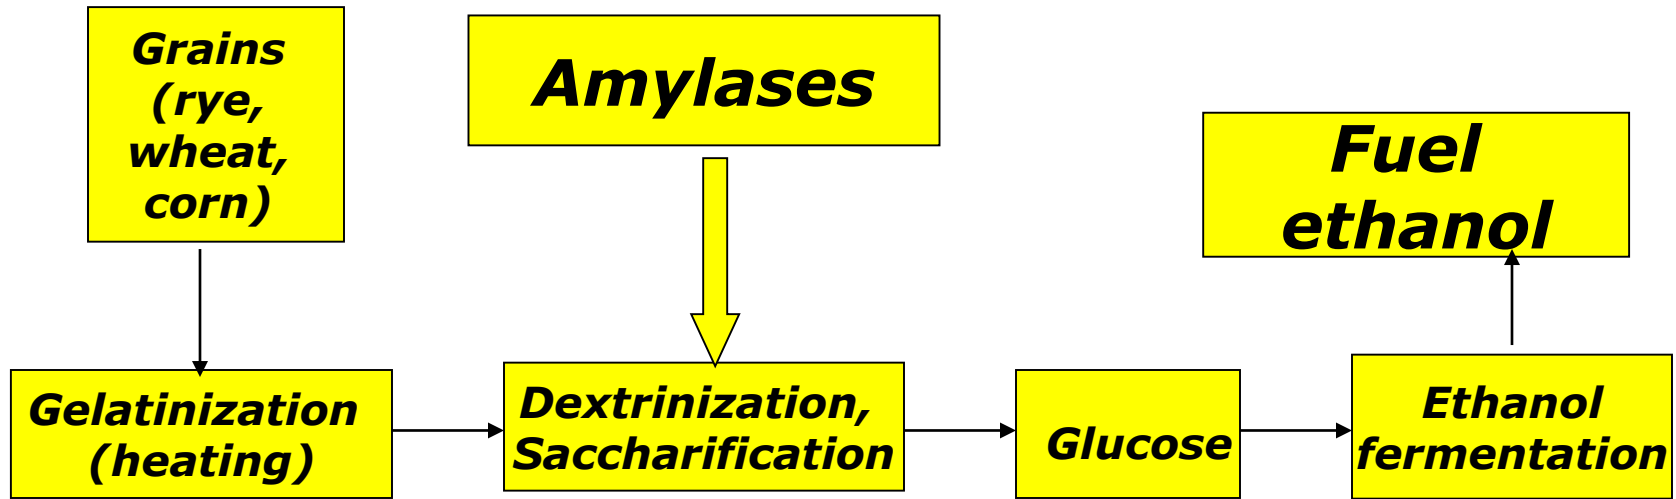 Grains
(rye,
wheat,
corn)
Amylases
Fuel
ethanol
Gelatinization
(heating)
Dextrinization,
Saccharification
Glucose
Ethanol
fermentation